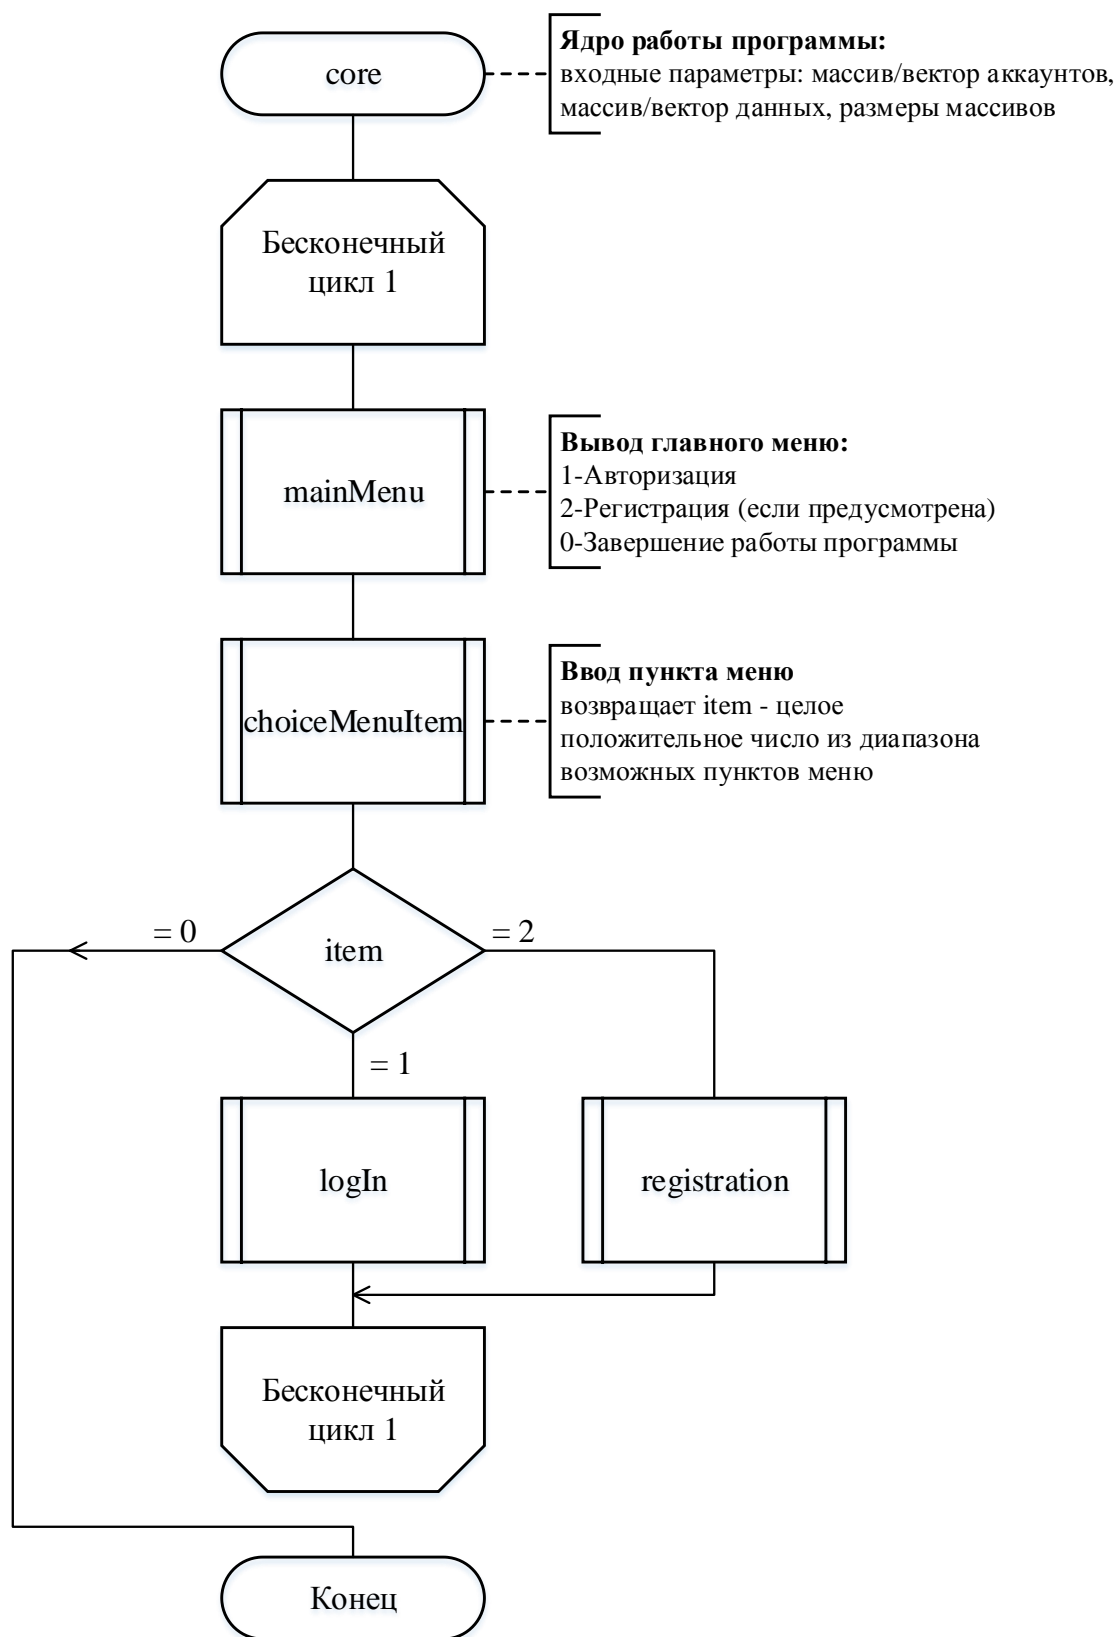 core
Ядро работы программы:
входные параметры: массив/вектор аккаунтов,
массив/вектор данных, размеры массивов
Бесконечный
цикл 1
mainMenu
Вывод главного меню:
1-Авторизация
2-Регистрация (если предусмотрена)
0-Завершение работы программы
choiceMenuItem
Ввод пункта меню
возвращает item - целое
положительное число из диапазона
возможных пунктов меню
= 0
item
= 2
= 1
logIn
registration
Бесконечный
цикл 1
Конец